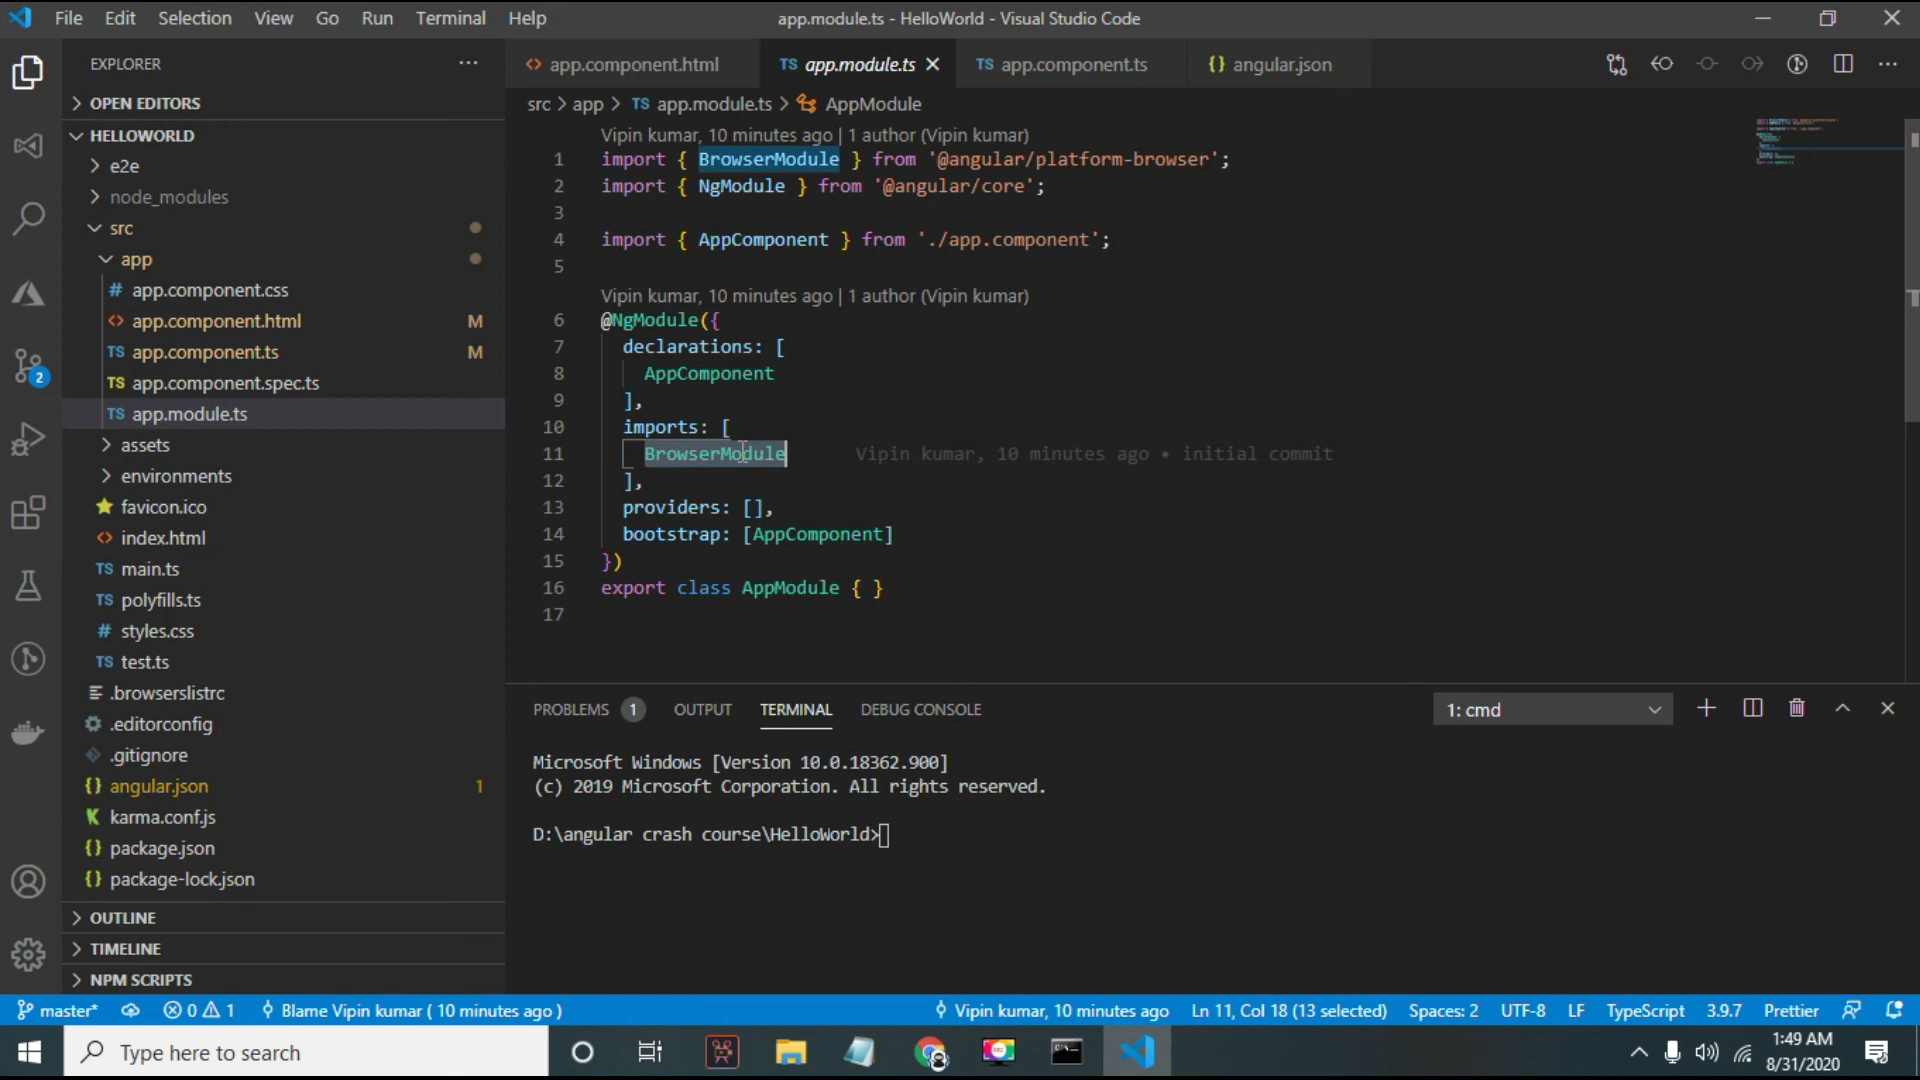 File Edit Selection View Go Run Terminal Help
app.module.ts - HelloWorld - Visual Studio Code
EXPLORER
OPEN EDITORS
HELLOWORLD
e2e
node_modules
src
app
# app.component.css
<> app.component.html M
TS app.component.ts M
TS app.component.spec.ts
TS app.module.ts
assets
environments
favicon.ico
<> index.html
TS main.ts
TS polyfills.ts
# styles.css
TS test.ts
.browserslistrc
.editorconfig
.gitignore
{} angular.json 1
karma.conf.js
{} package.json
{} package-lock.json
OUTLINE
TIMELINE
NPM SCRIPTS
2
<> app.component.html TS app.module.ts TS app.component.ts {} angular.json
src > app > TS app.module.ts > AppModule
Vipin kumar, 10 minutes ago | 1 author (Vipin kumar)
1 import { BrowserModule } from '@angular/platform-browser';
2 import { NgModule } from '@angular/core';
3
4 import { AppComponent } from './app.component';
5
Vipin kumar, 10 minutes ago | 1 author (Vipin kumar)
6 @NgModule({
7 declarations: [
8 AppComponent
9 ],
10 imports: [
11 BrowserModule Vipin kumar, 10 minutes ago • initial commit
12 ],
13 providers: [],
14 bootstrap: [AppComponent]
15 })
16 export class AppModule { }
17
PROBLEMS 1 OUTPUT TERMINAL DEBUG CONSOLE 1: cmd
Microsoft Windows [Version 10.0.18362.900]
(c) 2019 Microsoft Corporation. All rights reserved.
D:\angular crash course\HelloWorld>
master* 0 1 Blame Vipin kumar ( 10 minutes ago ) Vipin kumar, 10 minutes ago Ln 11, Col 18 (13 selected) Spaces: 2 UTF-8 LF TypeScript 3.9.7 Prettier
Type here to search
1:49 AM
8/31/2020